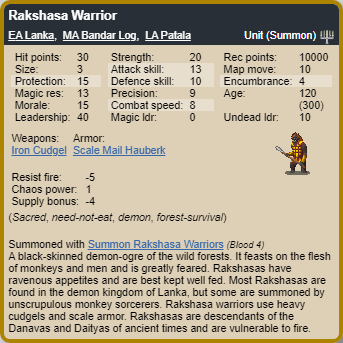 Rakshasa Warrior
EA Lanka, MA Bandar Log, LA Patala Unit (Summon)
Hit points: 30 Strength: 20 Rec points: 10000
Size: 3 Attack skill: 13 Map move: 10
Protection: 15 Defence skill: 10 Encumbrance: 4
Magic res: 13 Precision: 9 Age: 120
Morale: 15 Combat speed: 8 (300)
Leadership: 40 Magic ldr: 0 Undead ldr: 10
Weapons: Armor:
Iron Cudgel Scale Mail Hauberk
Resist fire: -5
Chaos power: 1
Supply bonus: -4
(Sacred, need-not-eat, demon, forest-survival)
Summoned with Summon Rakshasa Warriors (Blood 4)
A black-skinned demon-ogre of the wild forests. It feasts on the flesh
of monkeys and men and is greatly feared. Rakshasas have
ravenous appetites and are best kept well fed. Most Rakshasas are
found in the demon kingdom of Lanka, but some are summoned by
unscrupulous monkey sorcerers. Rakshasa warriors use heavy
cudgels and scale armor. Rakshasas are descendants of the
Danavas and Daityas of ancient times and are vulnerable to fire.